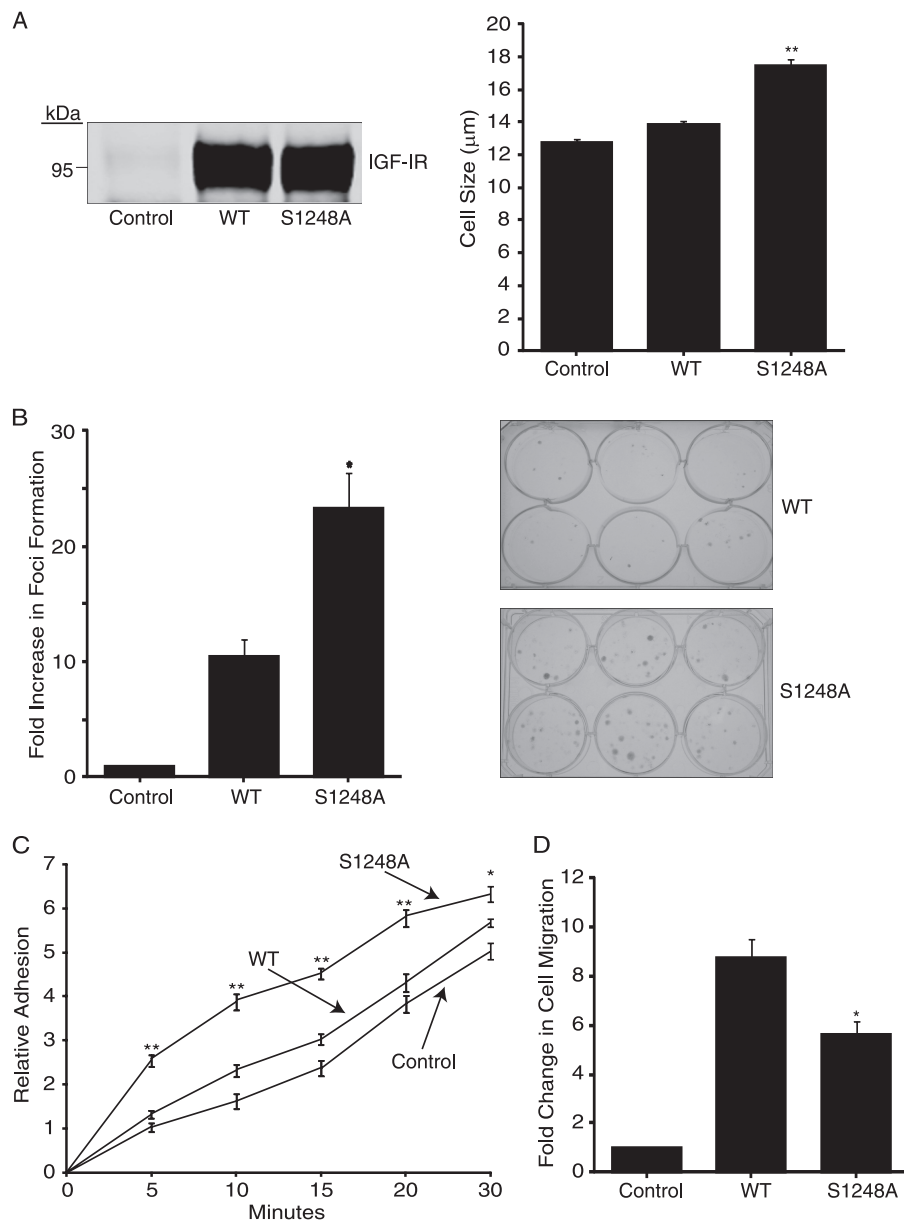 A
kDa
95
IGF-IR
Control WT S1248A
Cell Size (μm)
20
18
16
14
12
10
8
6
4
2
0
**
Control WT S1248A
B
Fold Increase in Foci Formation
30
20
10
0
*
Control WT S1248A
WT
S1248A
C
Relative Adhesion
7
6
5
4
3
2
1
0
S1248A
WT
Control
** ** ** ** *
0 5 10 15 20 30
Minutes
D
Fold Change in Cell Migration
12
10
8
6
4
2
0
*
Control WT S1248A